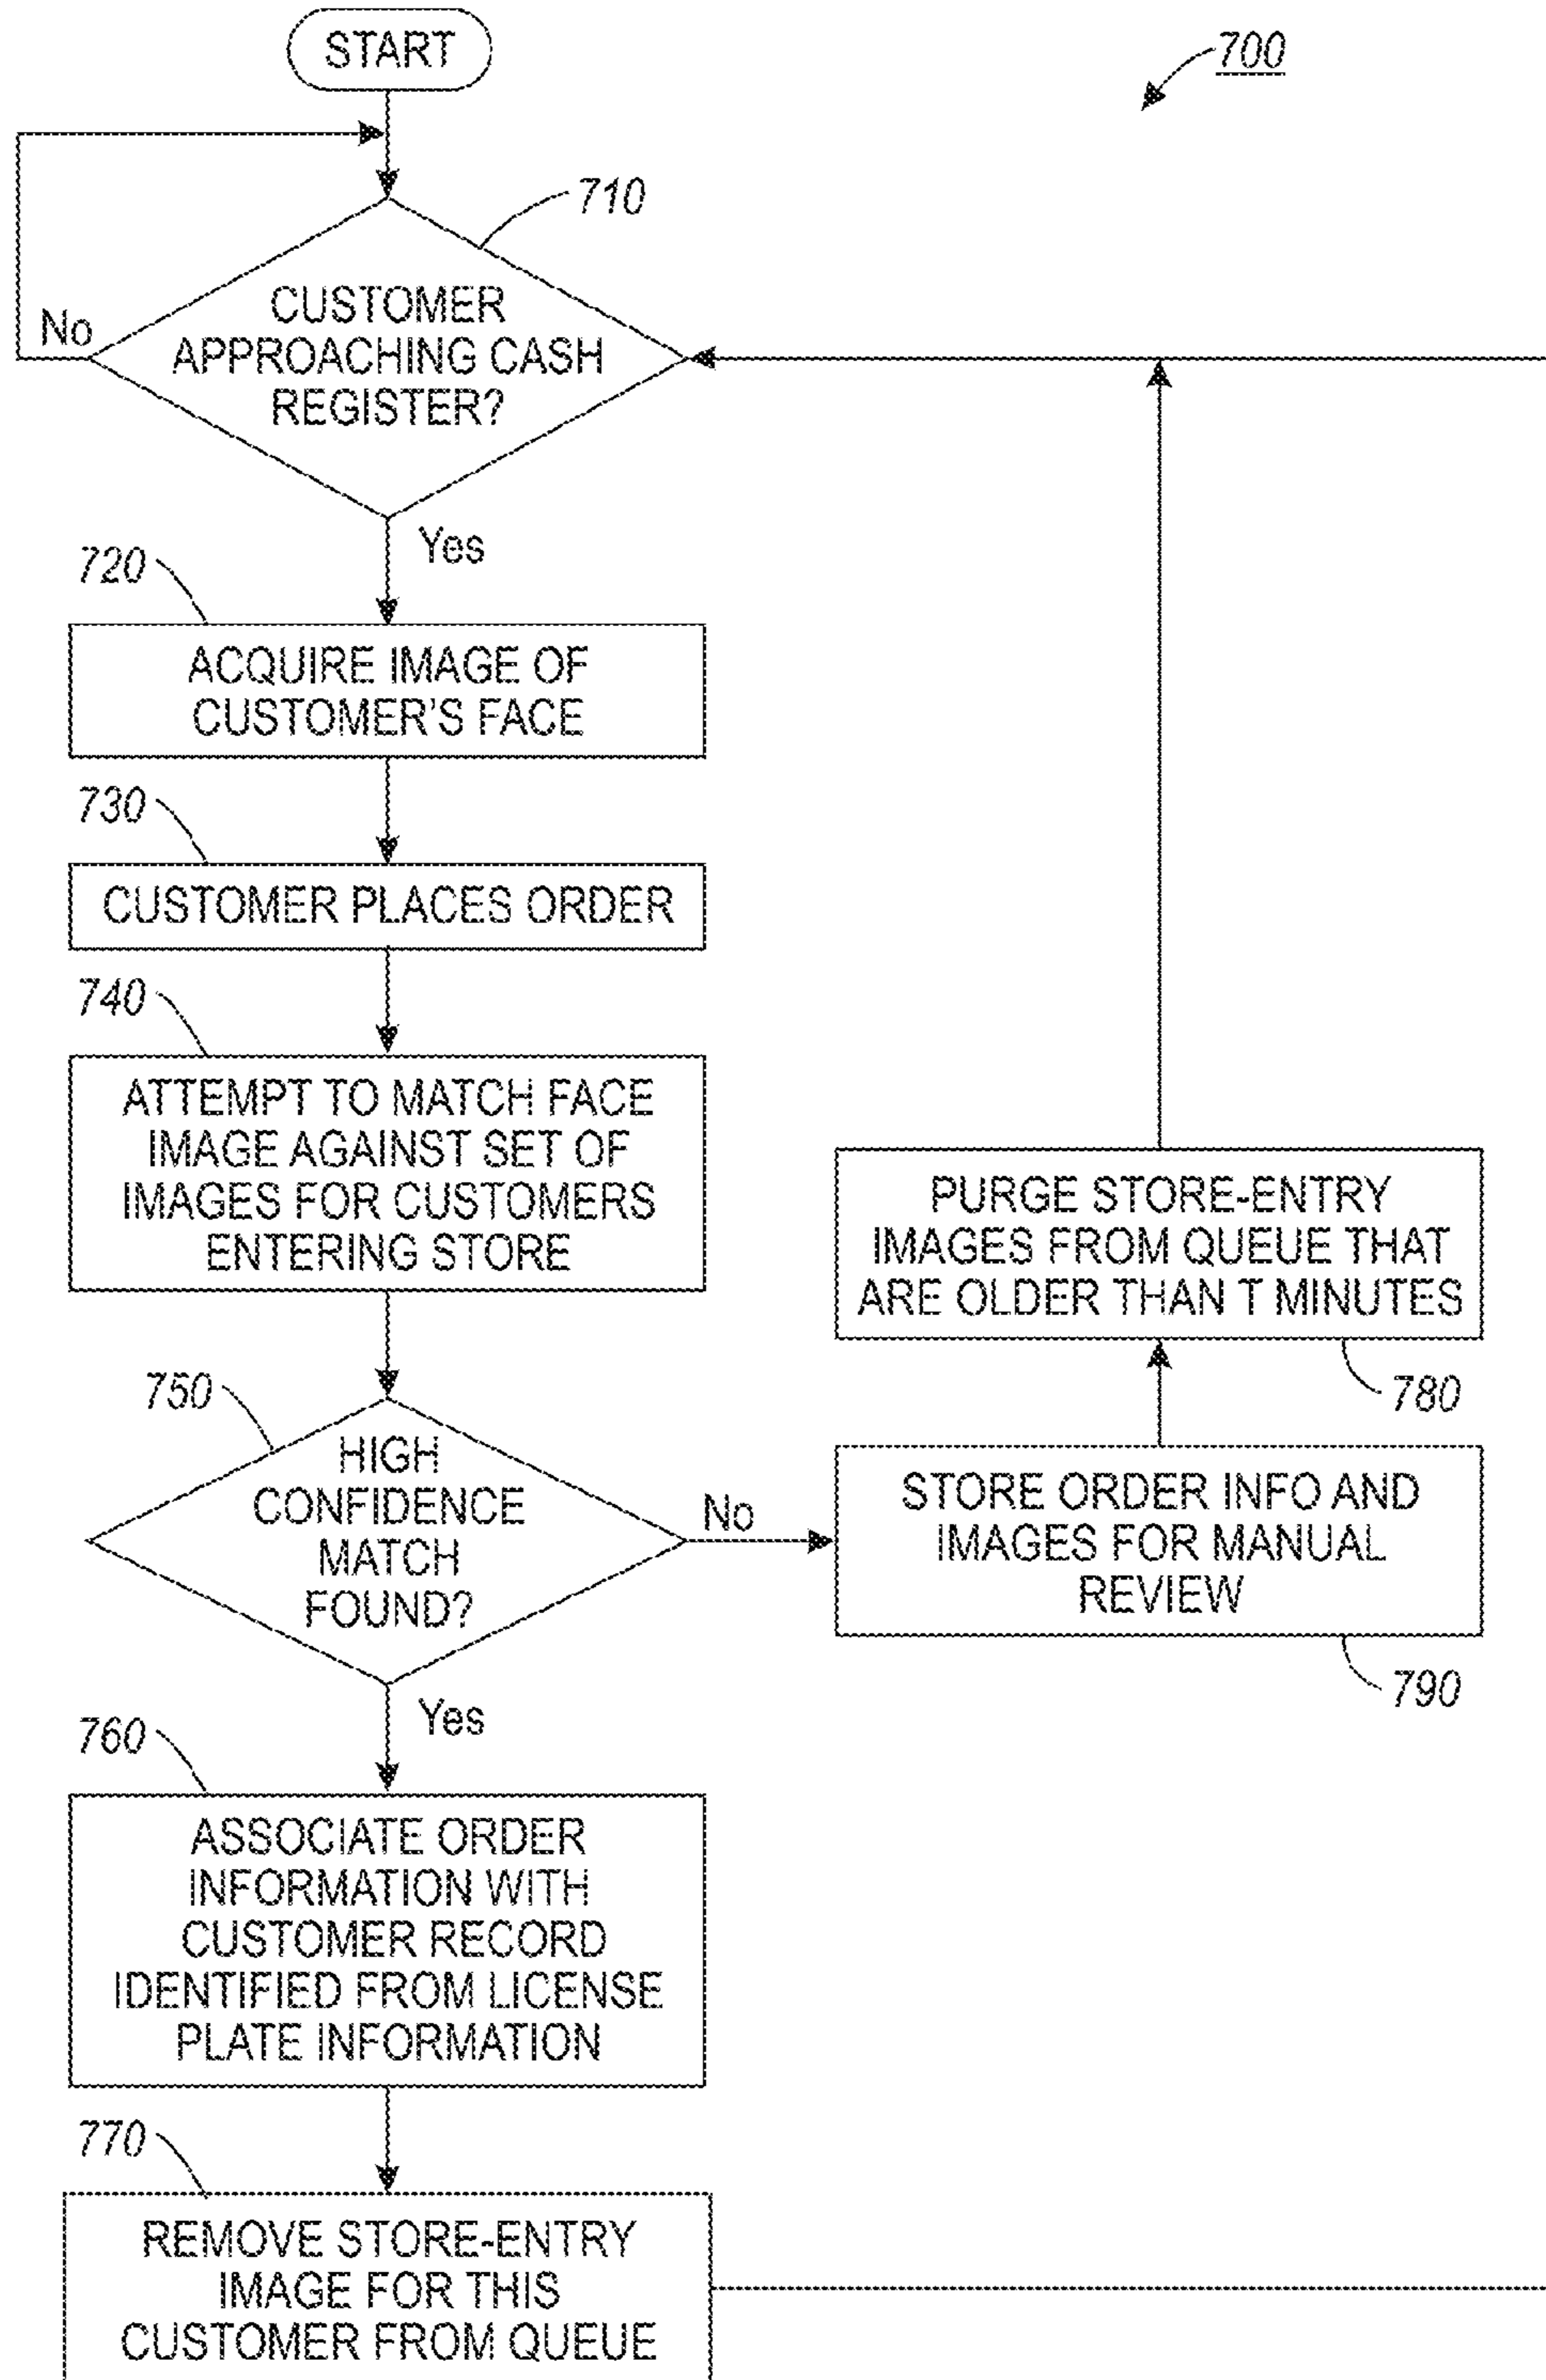 START
700
710
No
CUSTOMER
APPROACHING CASH
REGISTER?
Yes
720
ACQUIRE IMAGE OF
CUSTOMER'S FACE
730
CUSTOMER PLACES ORDER
740
ATTEMPT TO MATCH FACE
IMAGE AGAINST SET OF
IMAGES FOR CUSTOMERS
ENTERING STORE
750
HIGH
CONFIDENCE
MATCH
FOUND?
No
Yes
PURGE STORE-ENTRY
IMAGES FROM QUEUE THAT
ARE OLDER THAN T MINUTES
780
STORE ORDER INFO AND
IMAGES FOR MANUAL
REVIEW
790
760
ASSOCIATE ORDER
INFORMATION WITH
CUSTOMER RECORD
IDENTIFIED FROM LICENSE
PLATE INFORMATION
770
REMOVE STORE-ENTRY
IMAGE FOR THIS
CUSTOMER FROM QUEUE